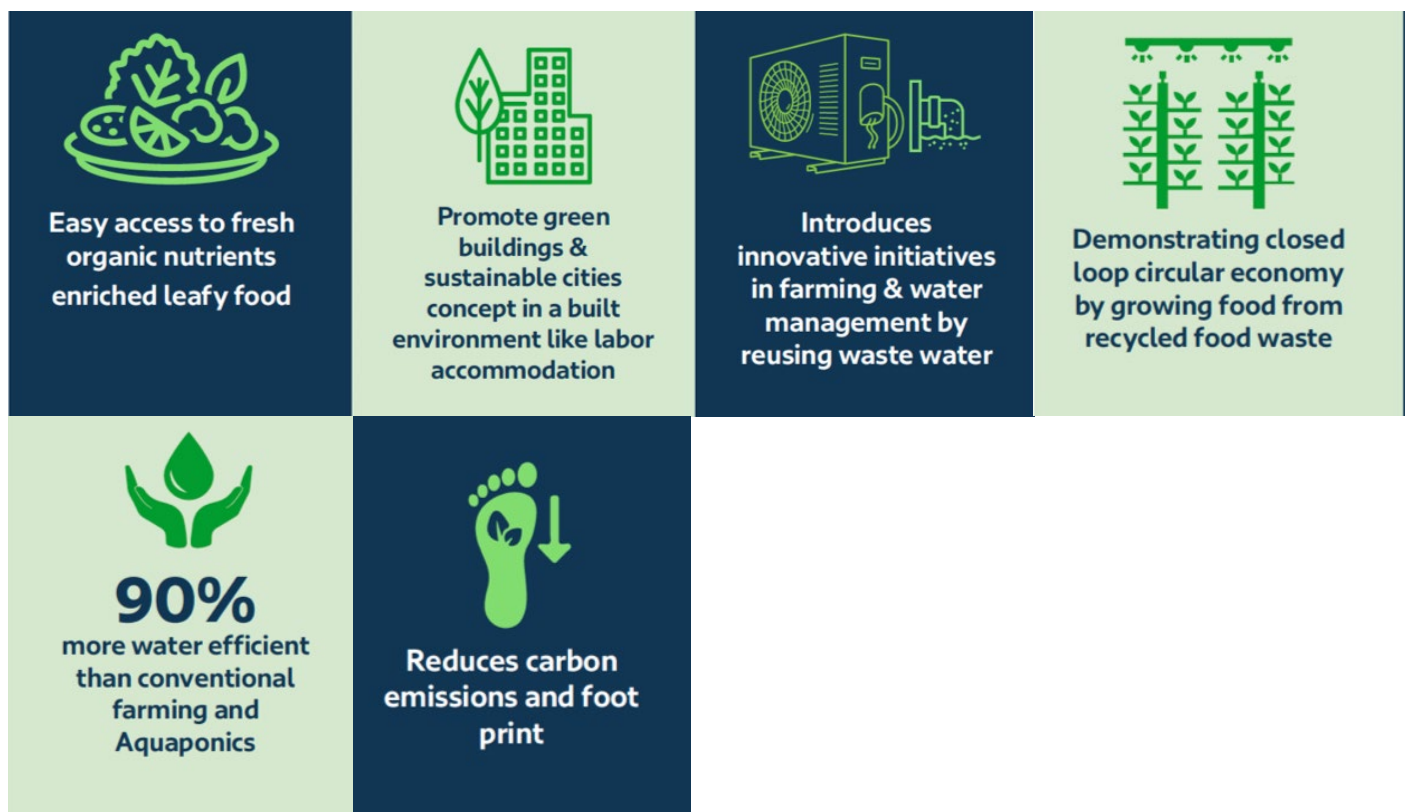 Easy access to fresh
organic nutrients
enriched leafy food
Promote green
buildings &
sustainable cities
concept in a built
environment like labor
accommodation
Introduces
innovative initiatives
in farming & water
management by
reusing waste water
Demonstrating closed
loop circular economy
by growing food from
recycled food waste
90%
more water efficient
than conventional
farming and
Aquaponics
Reduces carbon
emissions and foot
print